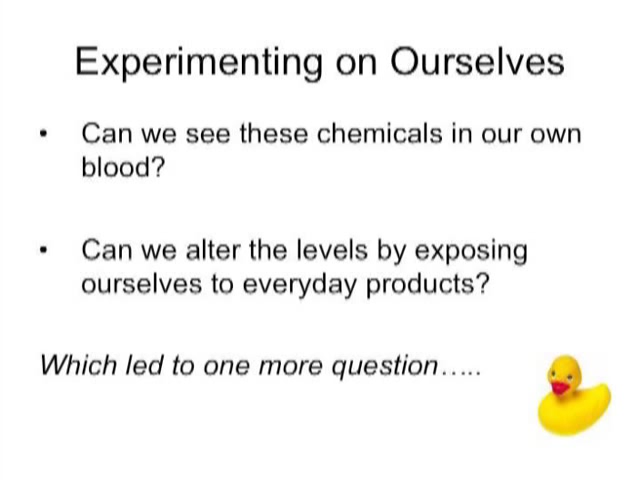 Experimenting on Ourselves
• Can we see these chemicals in our own
blood?
• Can we alter the levels by exposing
ourselves to everyday products?
Which led to one more question…..